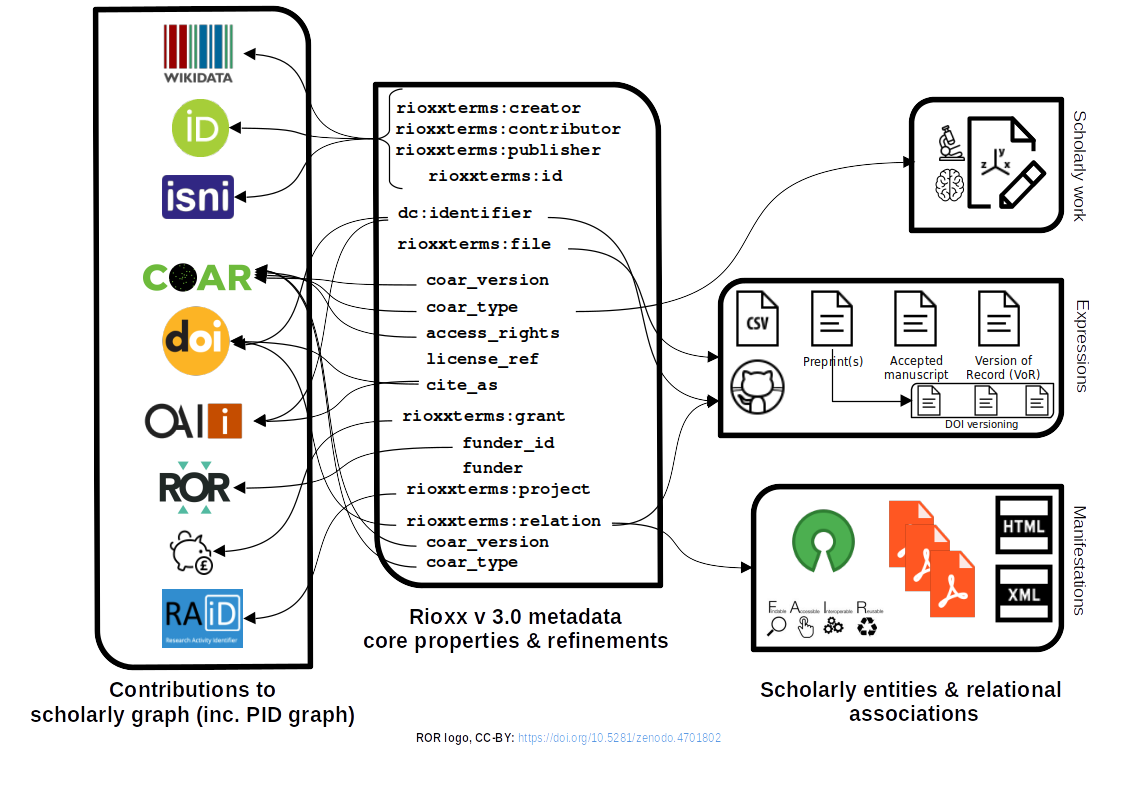 WIKIDATA
iD
isni
COAR
doi
OAI i
ROR
£
RAiD
Research Activity Identifier
Contributions to
scholarly graph (inc. PID graph)
rioxxterms:creator
rioxxterms:contributor
rioxxterms:publisher
rioxxterms:id
dc:identifier
rioxxterms:file
coar_version
coar_type
access_rights
license_ref
cite_as
rioxxterms:grant
funder_id
funder
rioxxterms:project
rioxxterms:relation
coar_version
coar_type
Rioxx v 3.0 metadata
core properties & refinements
z y x
Scholarly work
CSV
Preprint(s)
Accepted
manuscript
Version of
Record (VoR)
DOI versioning
Expressions
HTML
XML
Findable Accessible Interoperable Reusable
Manifestations
Scholarly entities & relational
associations
ROR logo, CC-BY: https://doi.org/10.5281/zenodo.4701802